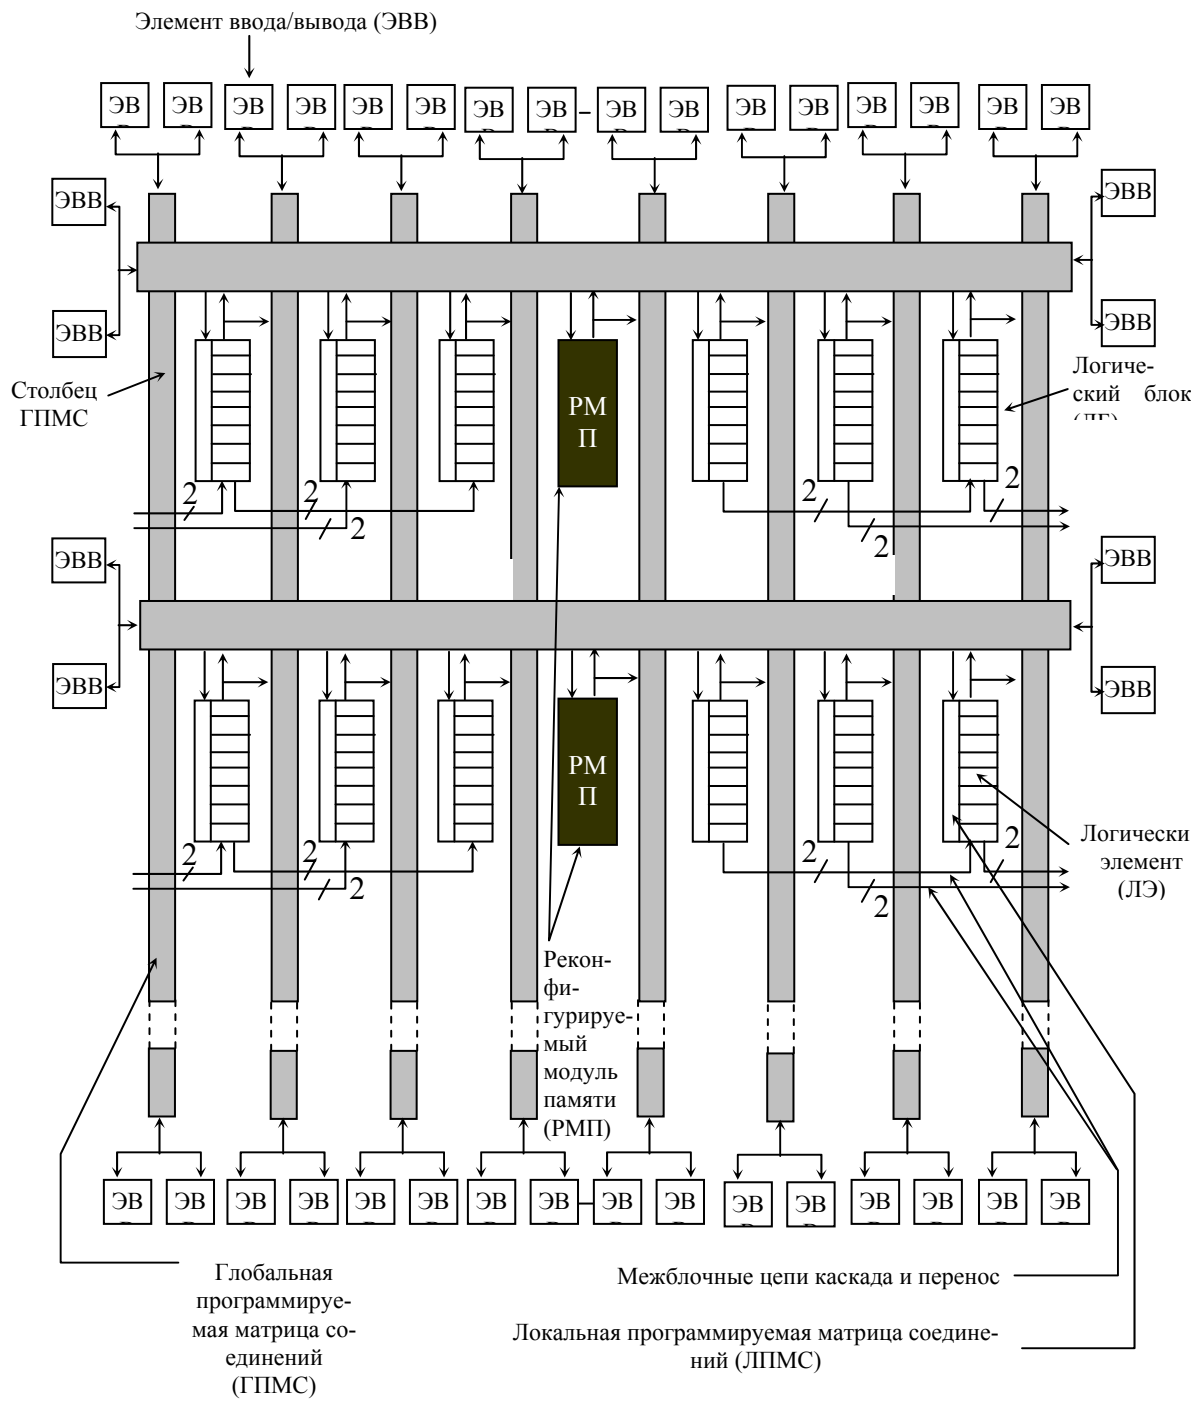 Элемент ввода/вывода (ЭВВ)
ЭВ ЭВ ЭВ ЭВ ЭВ ЭВ ЭВ ЭВ ЭВ ЭВ ЭВ ЭВ ЭВ ЭВ ЭВ ЭВ
ЭВВ
ЭВВ
ЭВВ
ЭВВ
Столбец
ГПМС
РМ
П
Логиче-
ский блок
(ЛБ)
2
2
2
2
2
2
ЭВВ
ЭВВ
ЭВВ
ЭВВ
РМ
П
2
2
2
2
2
2
Логически
элемент
(ЛЭ)
Рекон-
фи-
гурируе-
мый
модуль
памяти
(РМП)
ЭВ ЭВ ЭВ ЭВ ЭВ ЭВ ЭВ ЭВ ЭВ ЭВ ЭВ ЭВ ЭВ ЭВ ЭВ ЭВ
Глобальная
программируе-
мая матрица со-
единений
(ГПМС)
Межблочные цепи каскада и перенос
Локальная программируемая матрица соедине-
ний (ЛПМС)